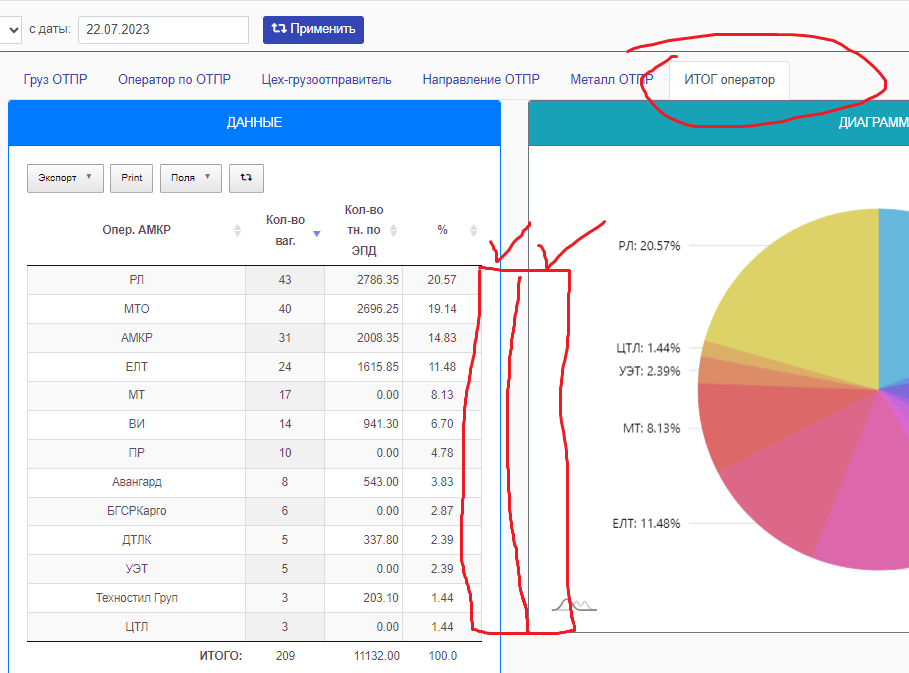 с даты: 22.07.2023 Применить
Груз ОТПР Оператор по ОТПР Цех-грузоотправитель Направление ОТПР Металл ОТПР ИТОГ оператор
ДАННЫЕ
ДИАГРАММ
Экспорт Print Поля
Опер. АМКР Кол-во ваг. Кол-во тн. по ЭПД %
РЛ 43 2786.35 20.57
МТО 40 2696.25 19.14
АМКР 31 2008.35 14.83
ЕЛТ 24 1615.85 11.48
МТ 17 0.00 8.13
ВИ 14 941.30 6.70
ПР 10 0.00 4.78
Авангард 8 543.00 3.83
БГСРКарго 6 0.00 2.87
ДТЛК 5 337.80 2.39
УЭТ 5 0.00 2.39
Техностил Груп 3 203.10 1.44
ЦТЛ 3 0.00 1.44
ИТОГО: 209 11132.00 100.0
РЛ: 20.57%
ЦТЛ: 1.44%
УЭТ: 2.39%
МТ: 8.13%
ЕЛТ: 11.48%